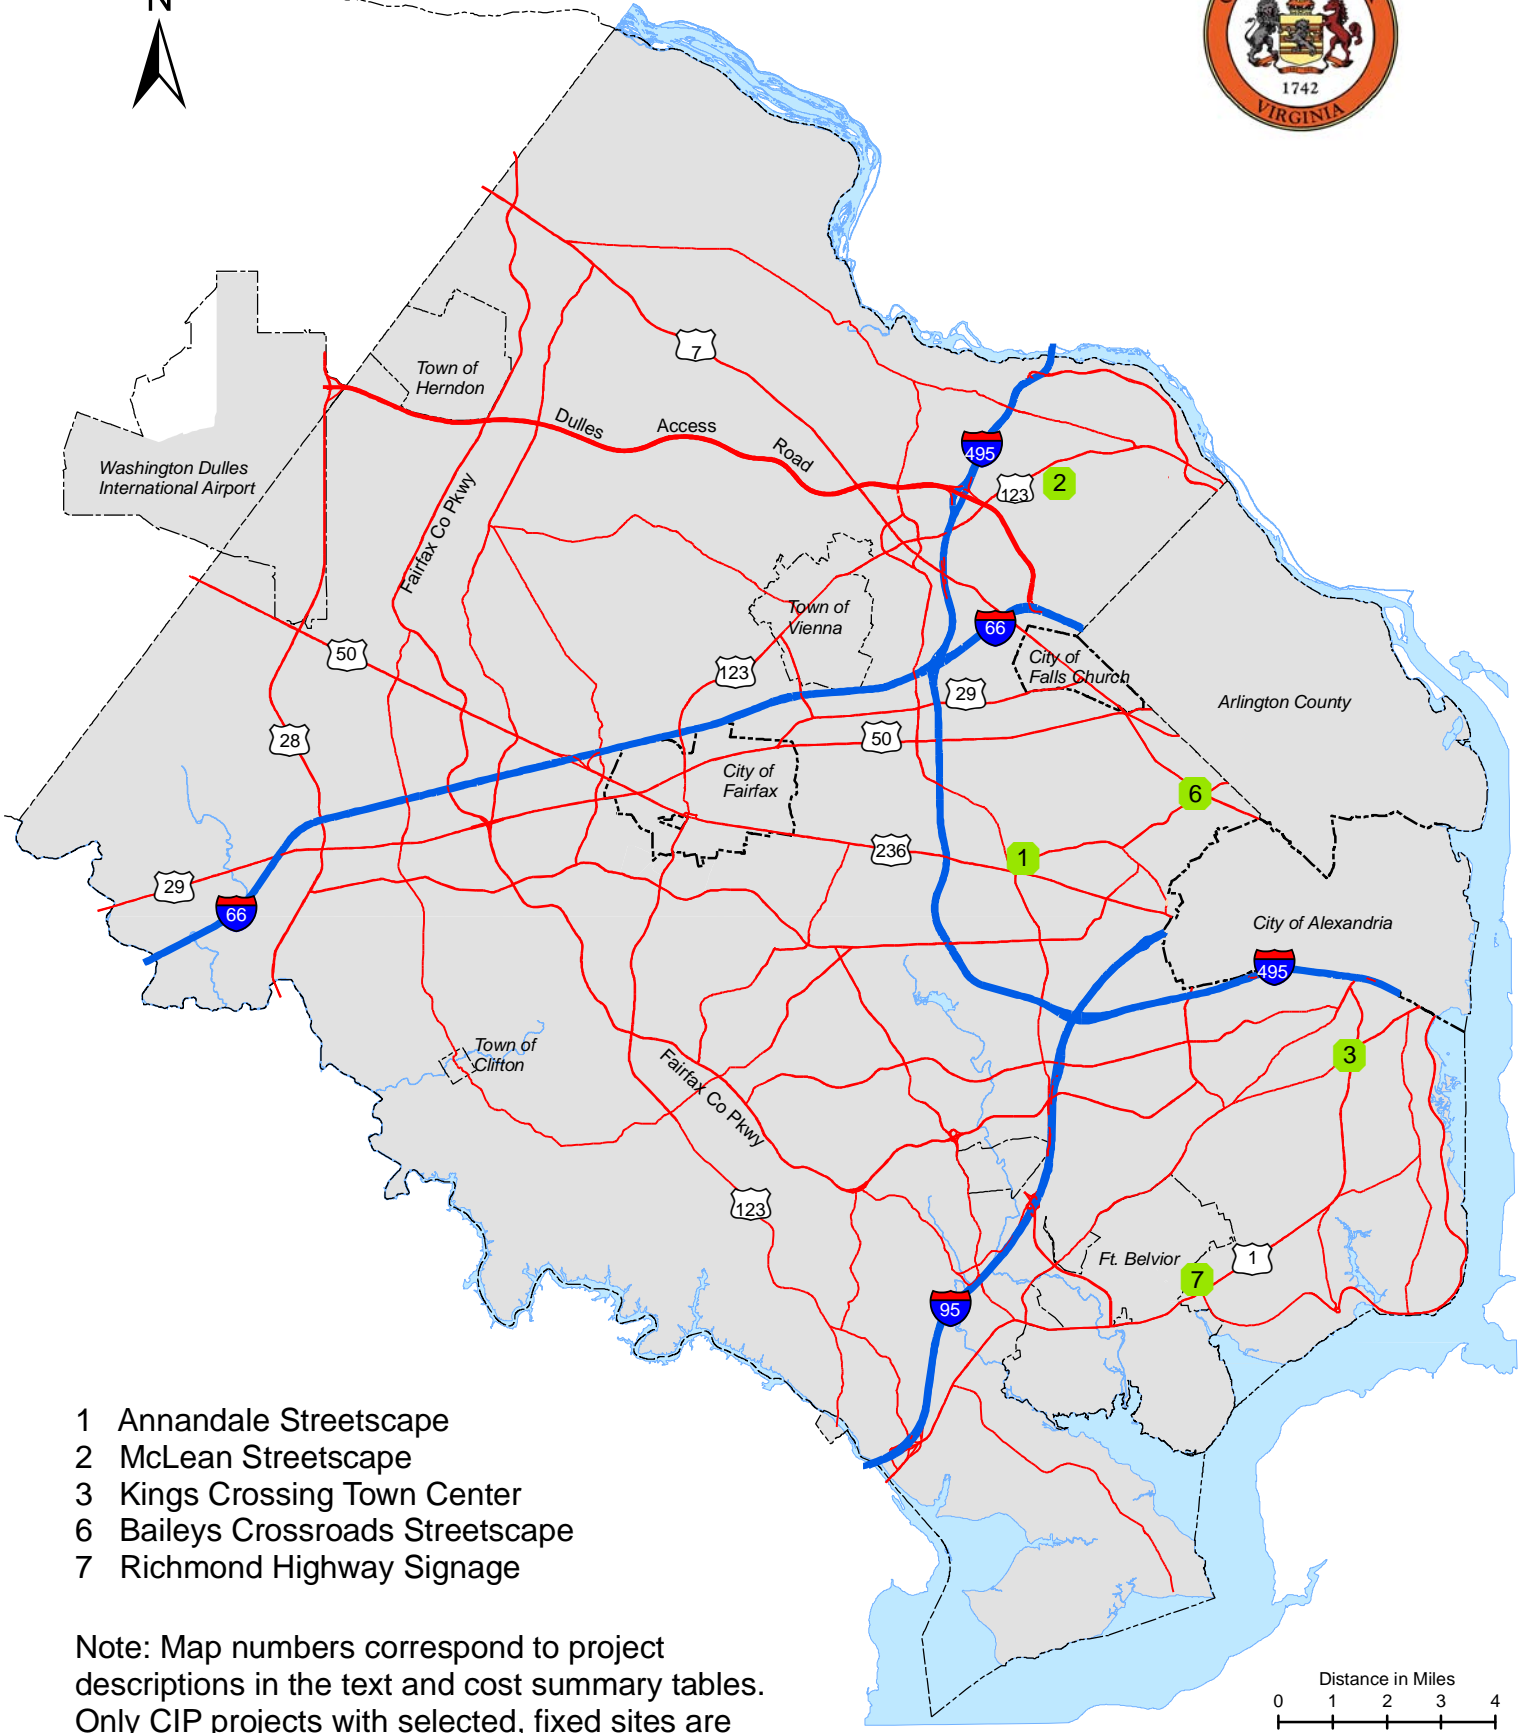 N
1742
VIRGINIA
7
Town of
Herndon
Dulles Access Road
495
Washington Dulles
International Airport
123
2
Fairfax Co Pkwy
Town of
Vienna
66
50
City of
Falls Church
123
29
Arlington County
28
50
City of
Fairfax
6
236
1
29
66
City of Alexandria
495
Town of
Clifton
3
Fairfax Co Pkwy
123
Ft. Belvior
1
7
95
1 Annandale Streetscape
2 McLean Streetscape
3 Kings Crossing Town Center
6 Baileys Crossroads Streetscape
7 Richmond Highway Signage
Note: Map numbers correspond to project
descriptions in the text and cost summary tables.
Only CIP projects with selected, fixed sites are
Distance in Miles
0 1 2 3 4